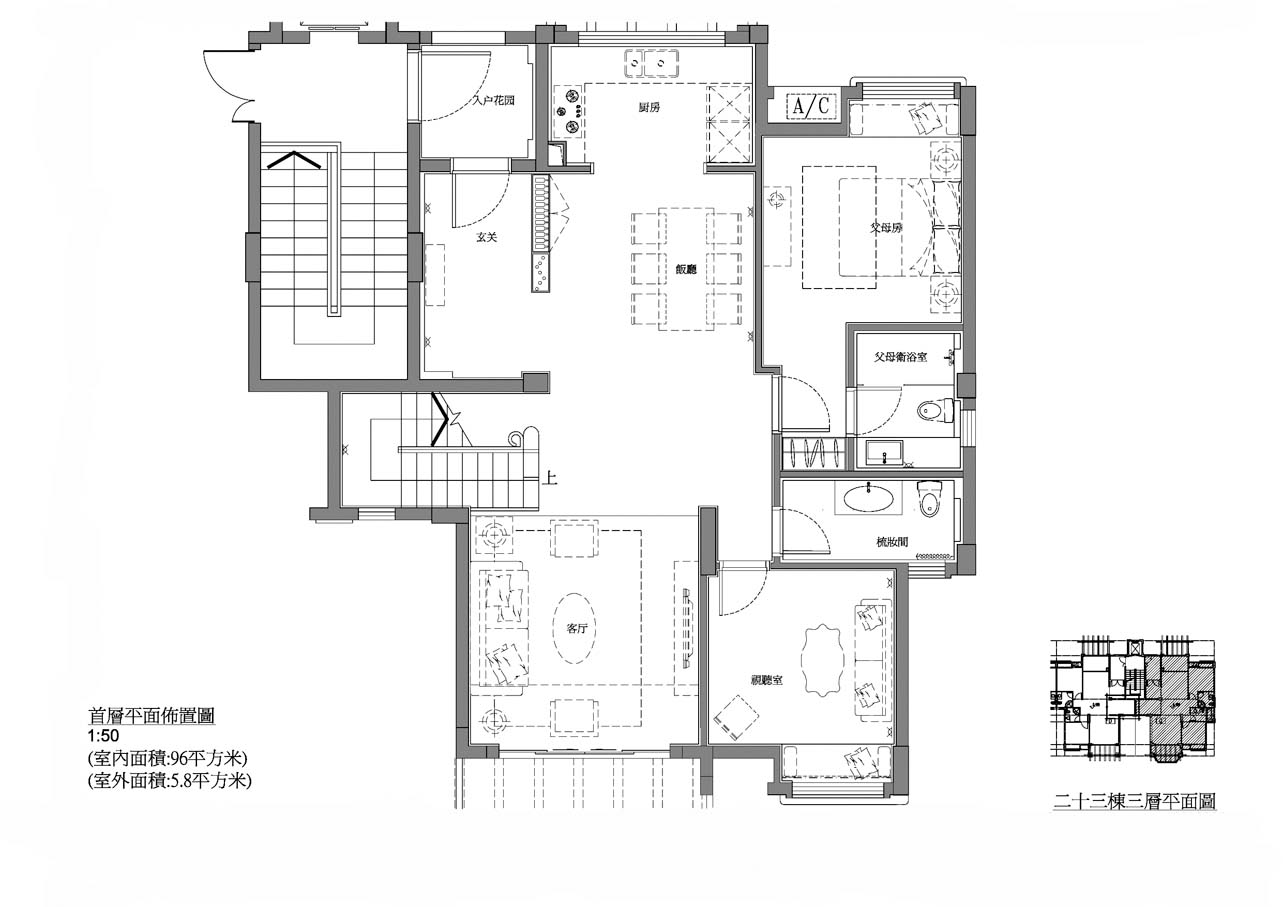 入户花园
厨房
A/C
玄关
飯廳
父母房
父母衛浴室
上
梳妝間
客厅
視聽室
首層平面佈置圖
1:50
(室內面積:96平方米)
(室外面積:5.8平方米)
二十三棟三層平面圖